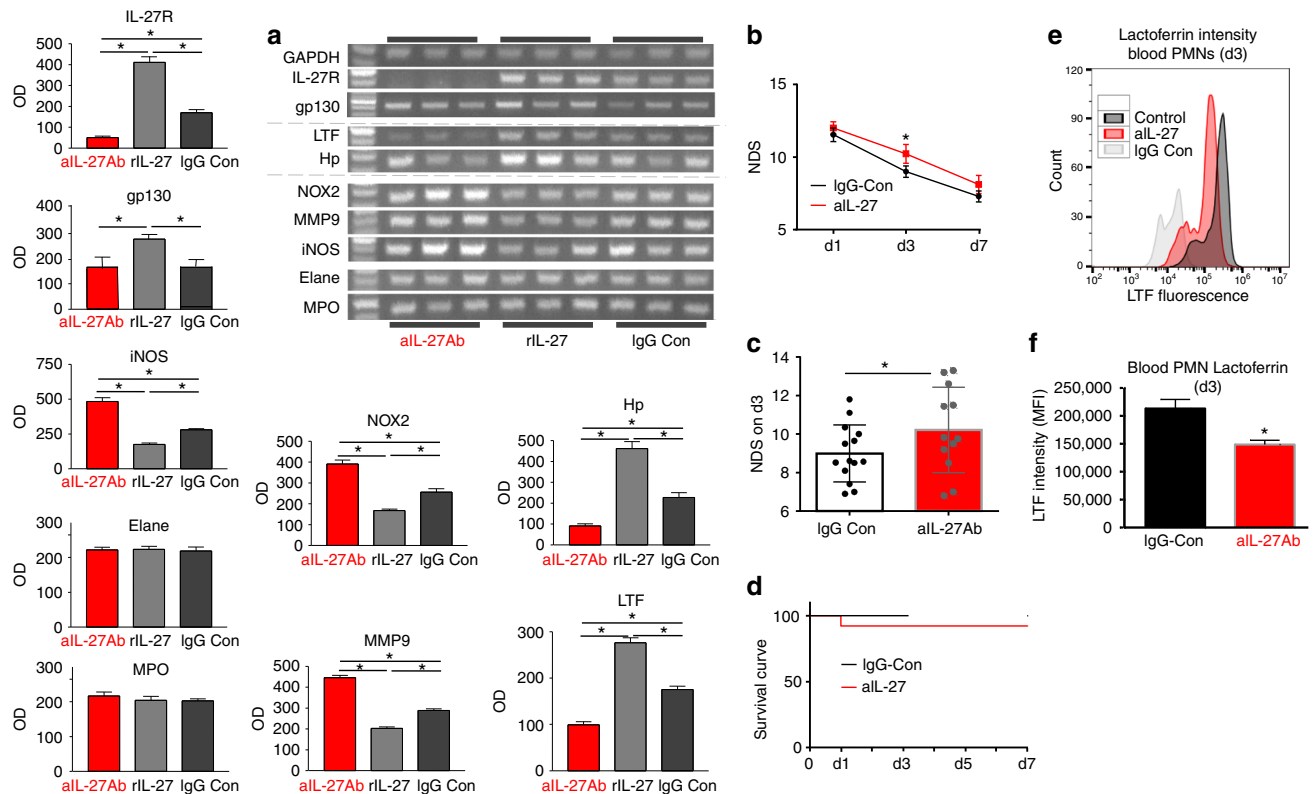 IL-27R
500
400
300
200
100
0
OD
*
*
*
aIL-27Ab rIL-27 IgG Con
gp130
400
300
200
100
0
OD
*
*
aIL-27Ab rIL-27 IgG Con
iNOS
750
500
250
0
OD
*
*
*
aIL-27Ab rIL-27 IgG Con
Elane
300
200
100
0
OD
aIL-27Ab rIL-27 IgG Con
MPO
300
200
100
0
OD
aIL-27Ab rIL-27 IgG Con
a
GAPDH
IL-27R
gp130
LTF
Hp
NOX2
MMP9
iNOS
Elane
MPO
aIL-27Ab rIL-27 IgG Con
NOX2
500
400
300
200
100
0
OD
*
*
*
aIL-27Ab rIL-27 IgG Con
Hp
500
400
300
200
100
0
OD
*
*
*
aIL-27Ab rIL-27 IgG Con
MMP9
500
400
300
200
100
0
OD
*
*
*
aIL-27Ab rIL-27 IgG Con
LTF
300
200
100
0
OD
*
*
*
aIL-27Ab rIL-27 IgG Con
b
15
10
5
NDS
*
IgG-Con
aIL-27
d1 d3 d7
c
14
12
10
8
6
NDS on d3
*
IgG Con aIL-27Ab
d
100
50
0
Survival curve
IgG-Con
aIL-27
0 d1 d3 d5 d7
e
Lactoferrin intensity
blood PMNs (d3)
120
90
60
30
0
Count
Control
aIL-27
IgG Con
10² 10³ 10⁴ 10⁵ 10⁶ 10⁷
LTF fluorescence
f
Blood PMN Lactoferrin
(d3)
250,000
200,000
150,000
100,000
50,000
0
LTF intensity (MFI)
*
IgG-Con aIL-27Ab